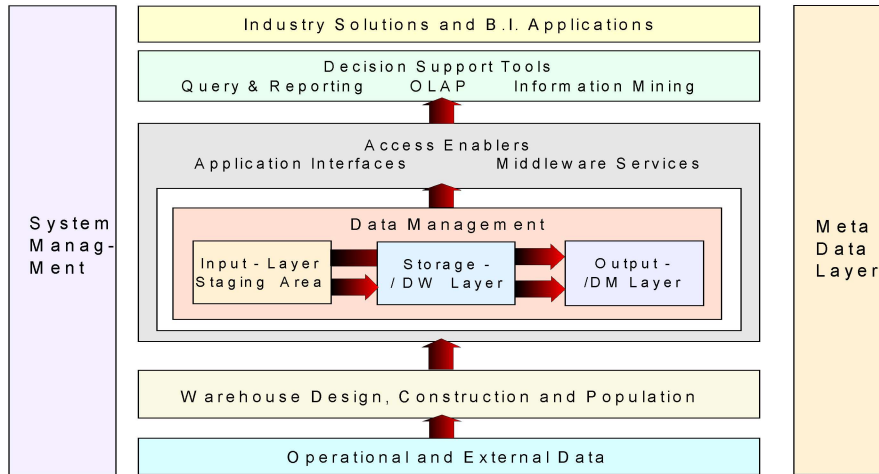 Industry Solutions and B.I. Applications
Decision Support Tools
Query & Reporting OLAP Information Mining
Access Enablers
Application Interfaces Middleware Services
Data Management
Input - Layer
Staging Area
Storage -
/ DW Layer
Output -
/DM Layer
Warehouse Design, Construction and Population
Operational and External Data
System
Manag-
Ment
Meta
Data
Layer